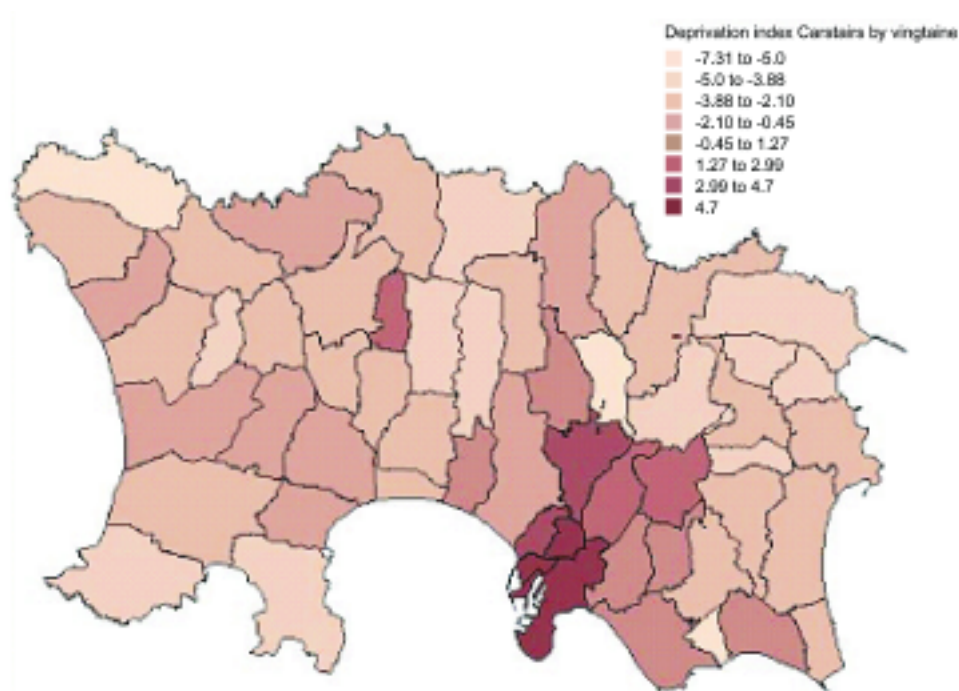 Deprivation index Carstairs by vingtaine
-7.31 to -5.0
-5.0 to -3.88
-3.88 to -2.10
-2.10 to -0.45
-0.45 to 1.27
1.27 to 2.99
2.99 to 4.7
4.7